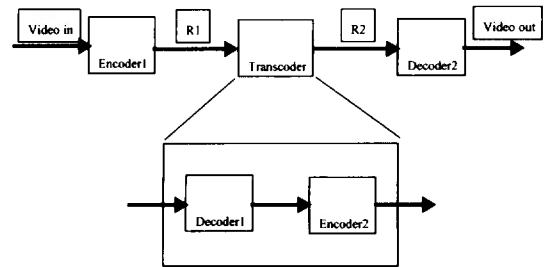 Video in
Encoder1
R1
Transcoder
R2
Decoder2
Video out
Decoder1
Encoder2